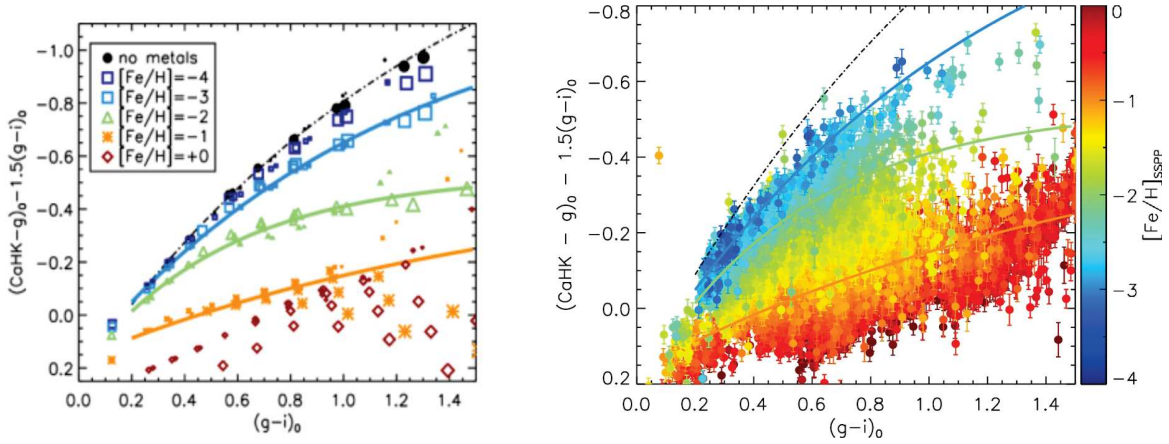 -1.0
-0.8
-0.6
-0.4
-0.2
0.0
0.2
(CaHK-g)₀-1.5(g-i)₀
no metals
[Fe/H]=-4
[Fe/H]=-3
[Fe/H]=-2
[Fe/H]=-1
[Fe/H]=+0
0.0 0.2 0.4 0.6 0.8 1.0 1.2 1.4
(g-i)₀
-0.8
-0.6
-0.4
-0.2
0.0
0.2
(CaHK - g)₀ - 1.5(g-i)₀
0.0 0.2 0.4 0.6 0.8 1.0 1.2 1.4
(g-i)₀
0
-1
-2
-3
-4
[Fe/H]SSPP